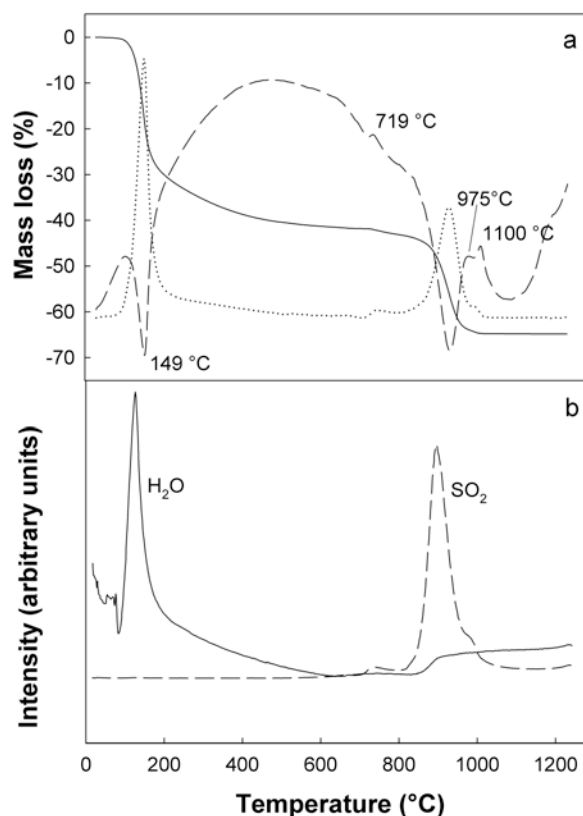 a
0
-10
-20
-30
-40
-50
-60
-70
Mass loss (%)
719 °C
975°C
1100 °C
149 °C
b
H₂O
SO₂
Intensity (arbitrary units)
0 200 400 600 800 1000 1200
Temperature (°C)